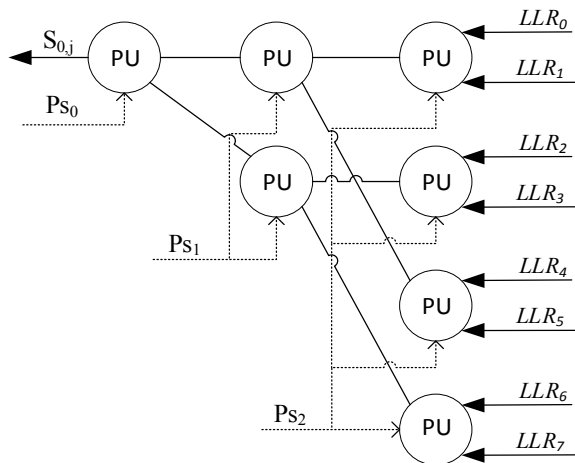 LLR₀
S₀,ⱼ
PU
PU
PU
LLR₁
Ps₀
LLR₂
PU
PU
LLR₃
Ps₁
LLR₄
PU
LLR₅
LLR₆
Ps₂
PU
LLR₇